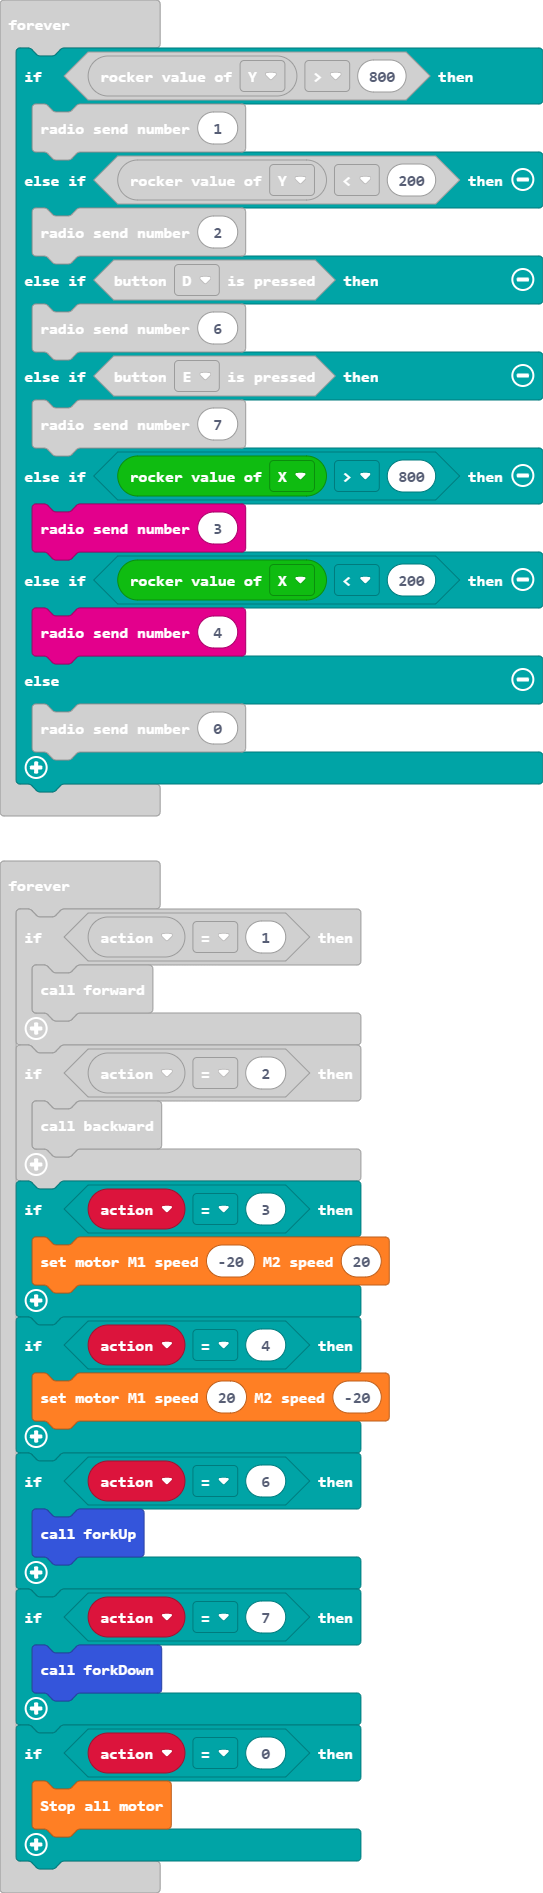 forever
if rocker value of Y > 800 then
radio send number 1
else if rocker value of Y < 200 then
radio send number 2
else if button D is pressed then
radio send number 6
else if button E is pressed then
radio send number 7
else if rocker value of X > 800 then
radio send number 3
else if rocker value of X < 200 then
radio send number 4
else
radio send number 0
forever
if action = 1 then
call forward
if action = 2 then
call backward
if action = 3 then
set motor M1 speed -20 M2 speed 20
if action = 4 then
set motor M1 speed 20 M2 speed -20
if action = 6 then
call forkUp
if action = 7 then
call forkDown
if action = 0 then
Stop all motor